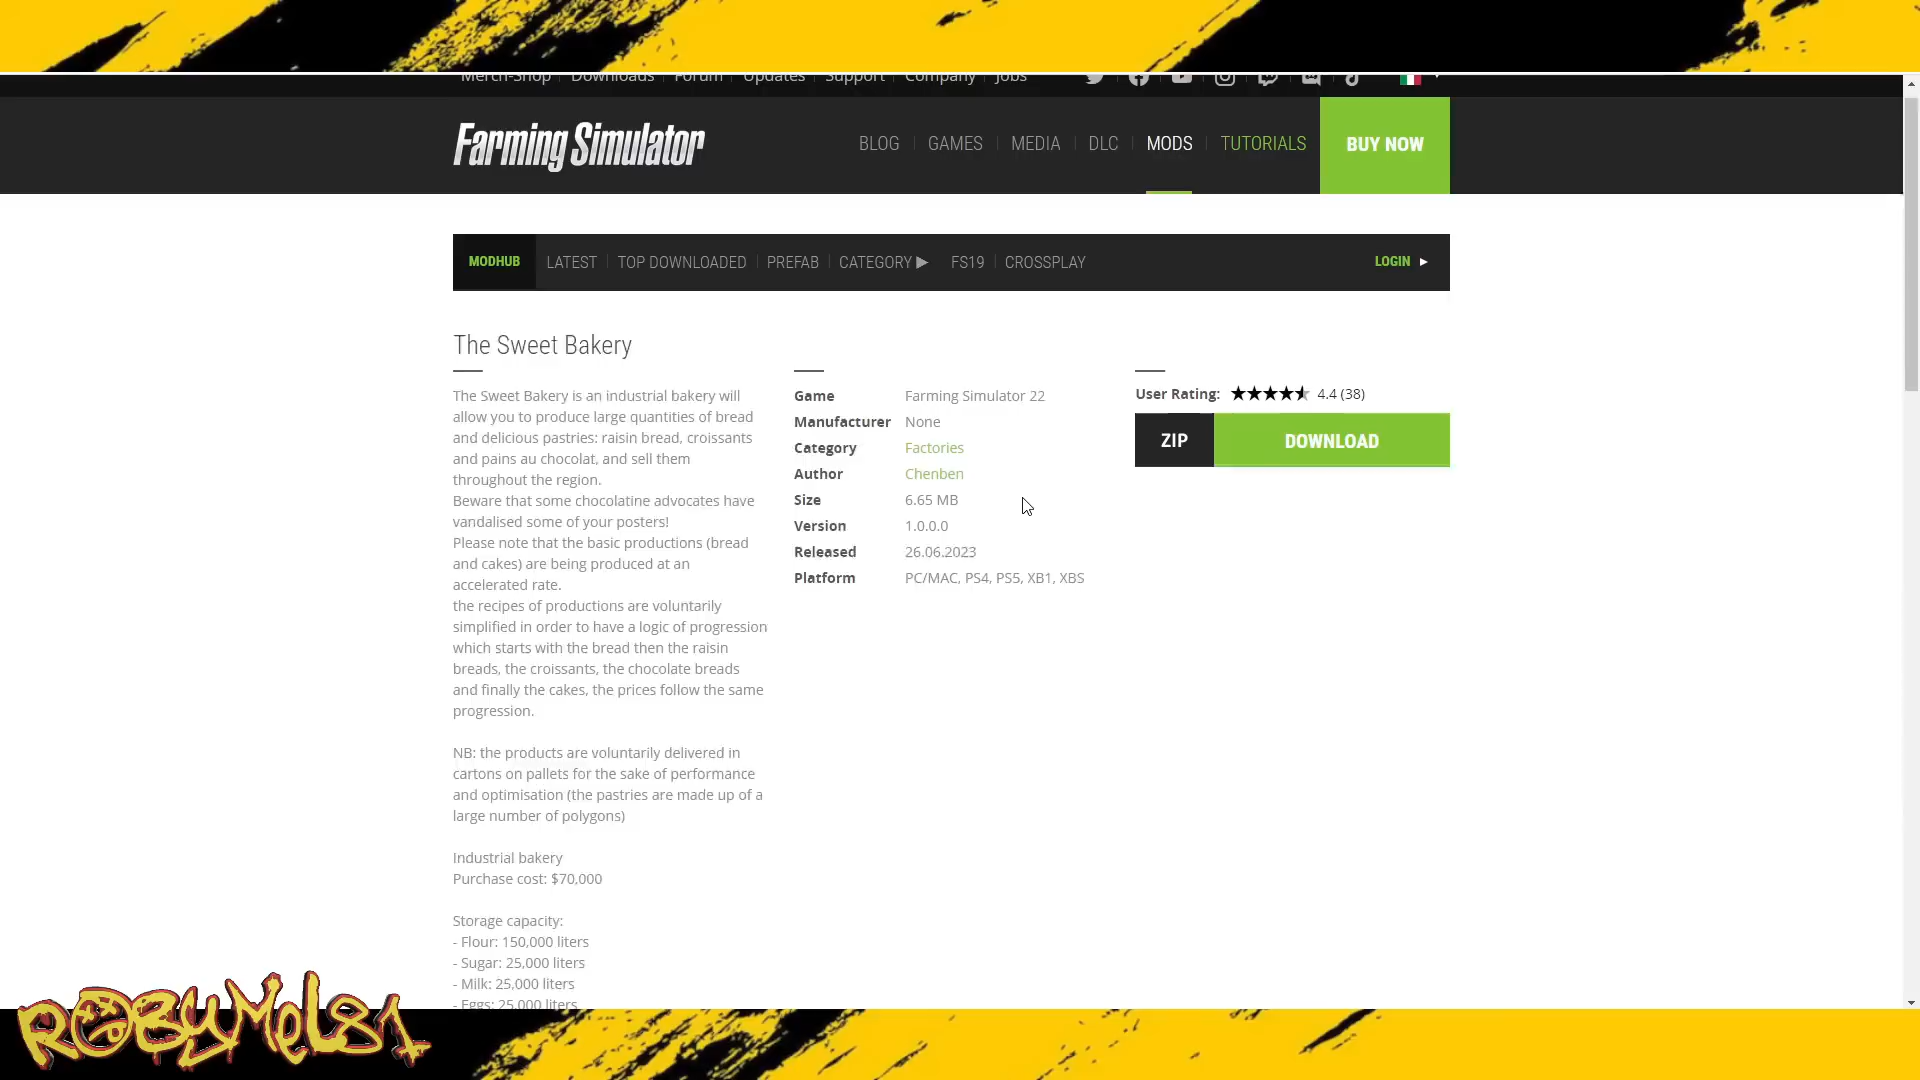 Merch-Shop Downloads Forum Updates Support Company Jobs
Farming Simulator
BLOG GAMES MEDIA DLC MODS TUTORIALS BUY NOW
MODHUB LATEST TOP DOWNLOADED PREFAB CATEGORY ▶ FS19 CROSSPLAY LOGIN ►
The Sweet Bakery
The Sweet Bakery is an industrial bakery will
allow you to produce large quantities of bread
and delicious pastries: raisin bread, croissants
and pains au chocolat, and sell them
throughout the region.
Beware that some chocolatine advocates have
vandalised some of your posters!
Please note that the basic productions (bread
and cakes) are being produced at an
accelerated rate.
the recipes of productions are voluntarily
simplified in order to have a logic of progression
which starts with the bread then the raisin
breads, the croissants, the chocolate breads
and finally the cakes, the prices follow the same
progression.
NB: the products are voluntarily delivered in
cartons on pallets for the sake of performance
and optimisation (the pastries are made up of a
large number of polygons)
Industrial bakery
Purchase cost: $70,000
Storage capacity:
- Flour: 150,000 liters
- Sugar: 25,000 liters
- Milk: 25,000 liters
- Eggs: 25,000 liters
Game Farming Simulator 22
Manufacturer None
Category Factories
Author Chenben
Size 6.65 MB
Version 1.0.0.0
Released 26.06.2023
Platform PC/MAC, PS4, PS5, XB1, XBS
User Rating: 4.4 (38)
ZIP DOWNLOAD
RobyMel81